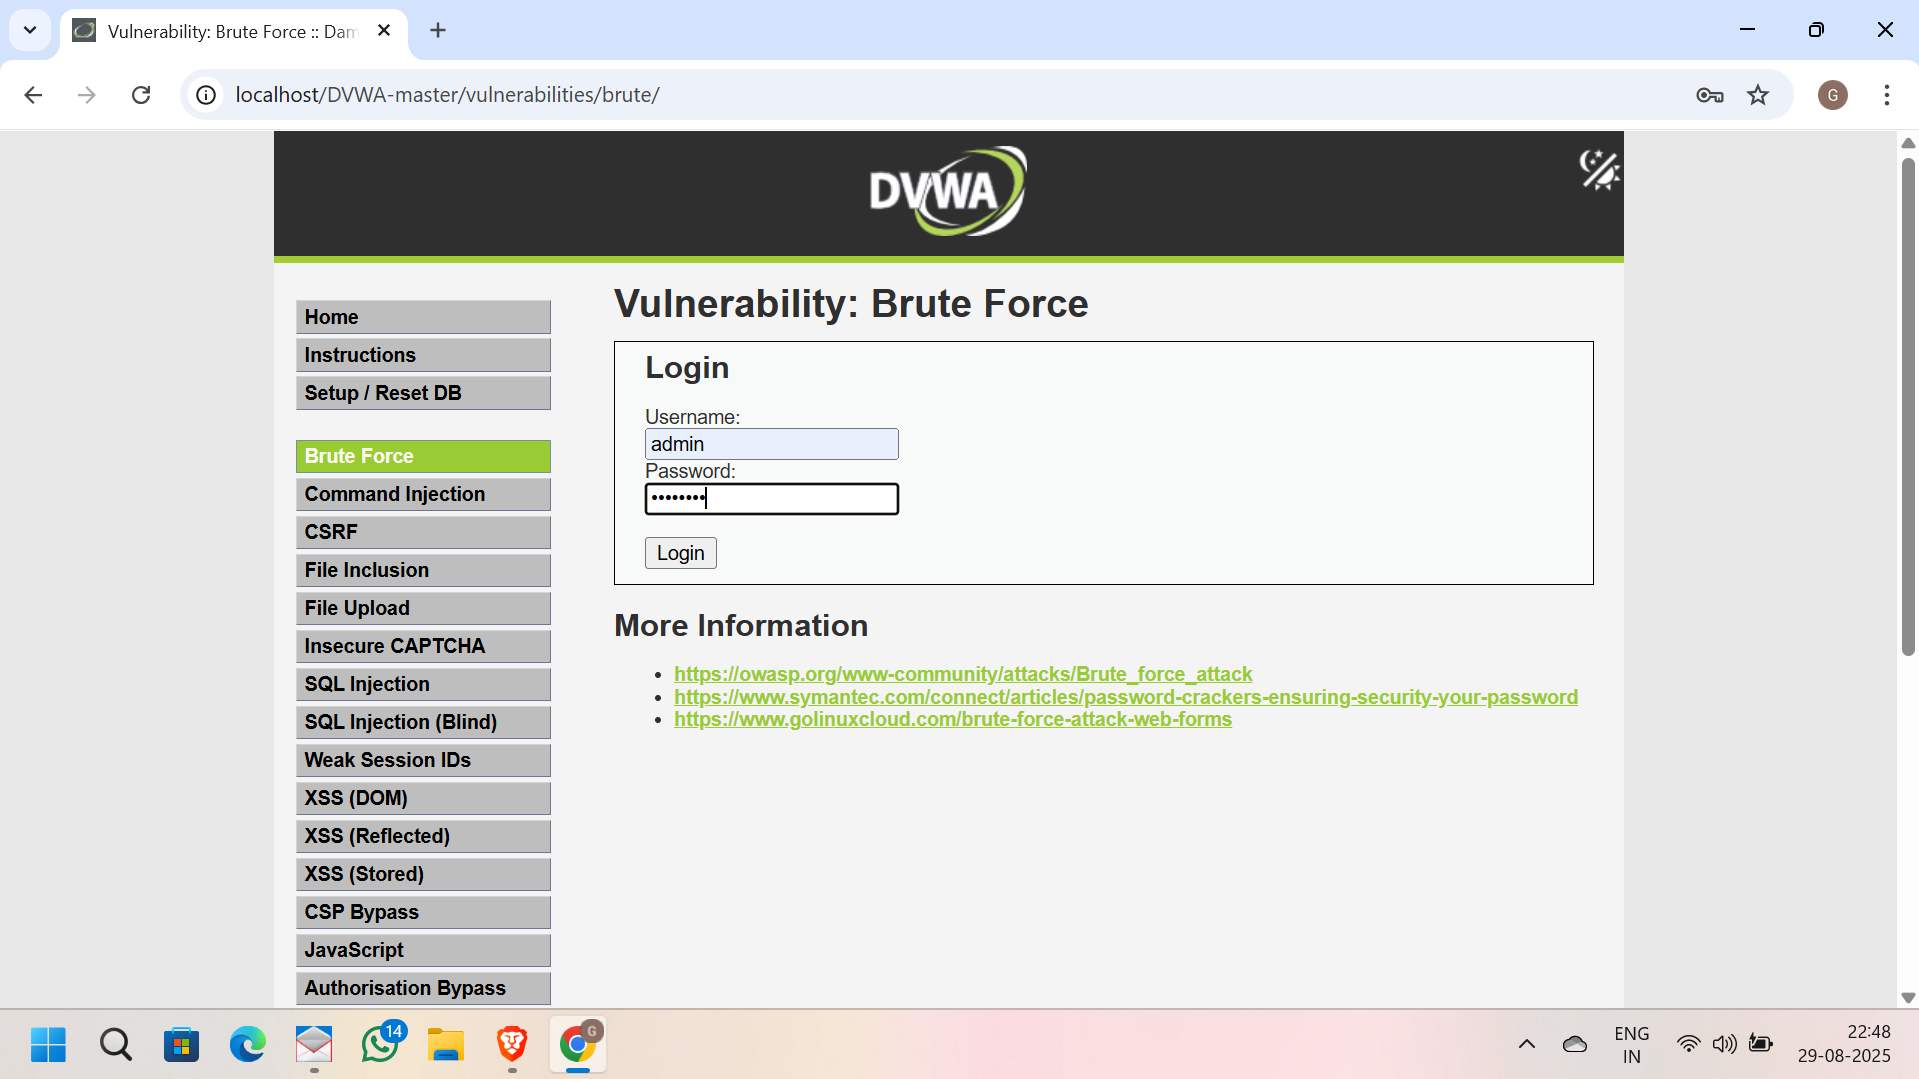 Vulnerability: Brute Force :: Dam
localhost/DVWA-master/vulnerabilities/brute/
G
DVWA
Home
Instructions
Setup / Reset DB
Brute Force
Command Injection
CSRF
File Inclusion
File Upload
Insecure CAPTCHA
SQL Injection
SQL Injection (Blind)
Weak Session IDs
XSS (DOM)
XSS (Reflected)
XSS (Stored)
CSP Bypass
JavaScript
Authorisation Bypass
Vulnerability: Brute Force
Login
Username:
admin
Password:
••••••••
Login
More Information
• https://owasp.org/www-community/attacks/Brute_force_attack
• https://www.symantec.com/connect/articles/password-crackers-ensuring-security-your-password
• https://www.golinuxcloud.com/brute-force-attack-web-forms
14
G
ENG
IN
22:48
29-08-2025